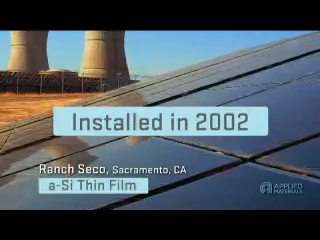 Installed in 2002
Ranch Seco, Sacramento, CA
a-Si Thin Film
APPLIED
MATERIALS